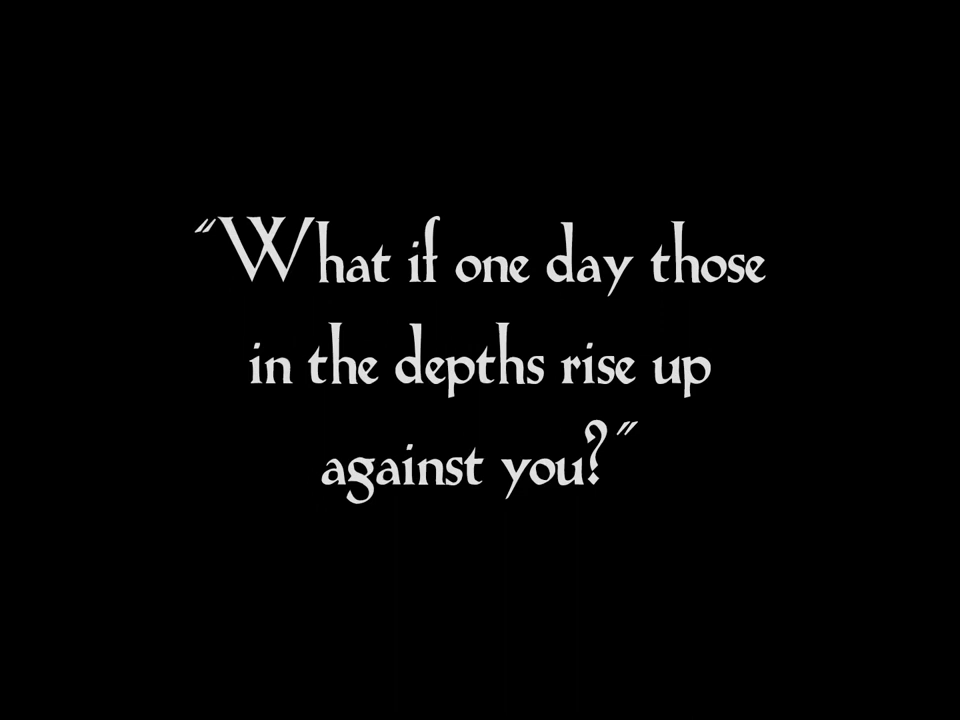 "What if one day those
in the depths rise up
against you?"